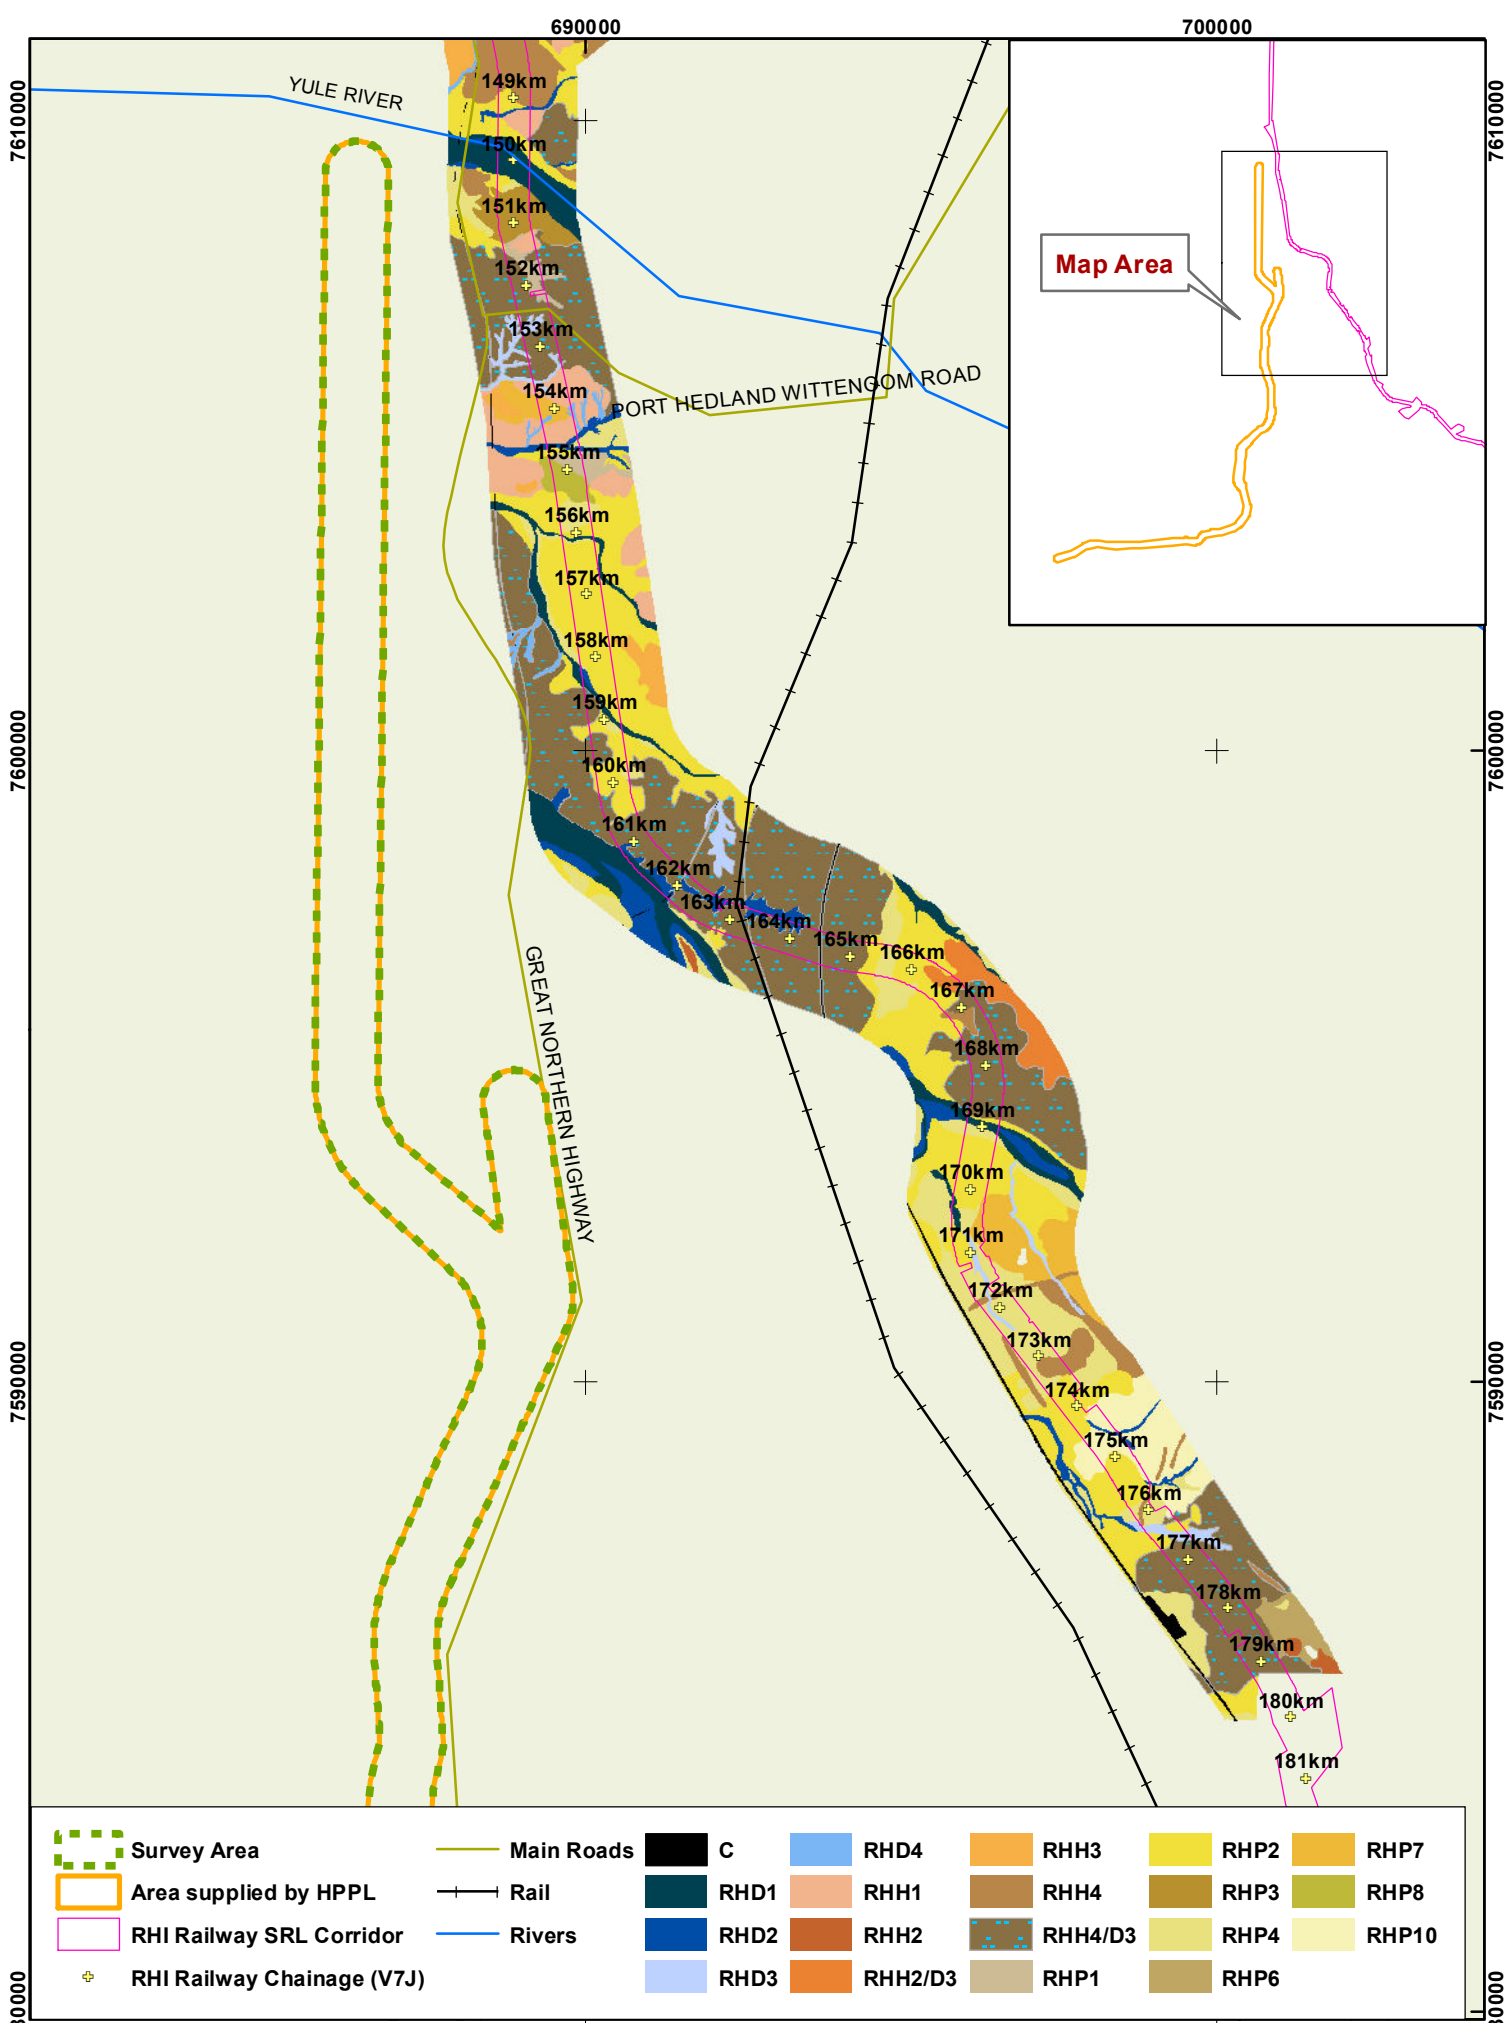 690000
700000
7610000
7610000
YULE RIVER
149km
150km
151km
152km
153km
154km
155km
156km
157km
158km
159km
160km
161km
162km
163km
164km
165km
166km
167km
168km
169km
170km
171km
172km
173km
174km
175km
176km
177km
178km
179km
180km
181km
Map Area
PORT HEDLAND WITTENOOM ROAD
GREAT NORTHERN HIGHWAY
7600000
7600000
7590000
7590000
Survey Area
Area supplied by HPPL
RHI Railway SRL Corridor
RHI Railway Chainage (V7J)
Main Roads
Rail
Rivers
C
RHD1
RHD2
RHD3
RHD4
RHH1
RHH2
RHH2/D3
RHH3
RHH4
RHH4/D3
RHP1
RHP2
RHP3
RHP4
RHP6
RHP7
RHP8
RHP10